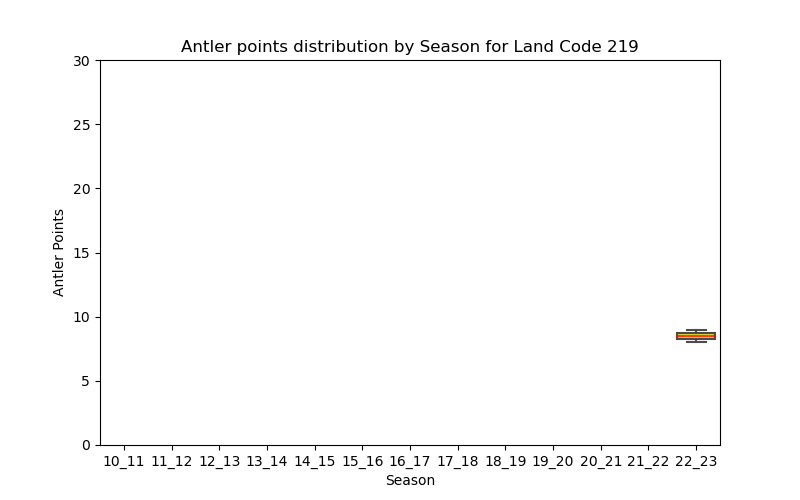 Antler points distribution by Season for Land Code 219
30
25
20
15
10
5
0
Antler Points
10_11 11_12 12_13 13_14 14_15 15_16 16_17 17_18 18_19 19_20 20_21 21_22 22_23
Season